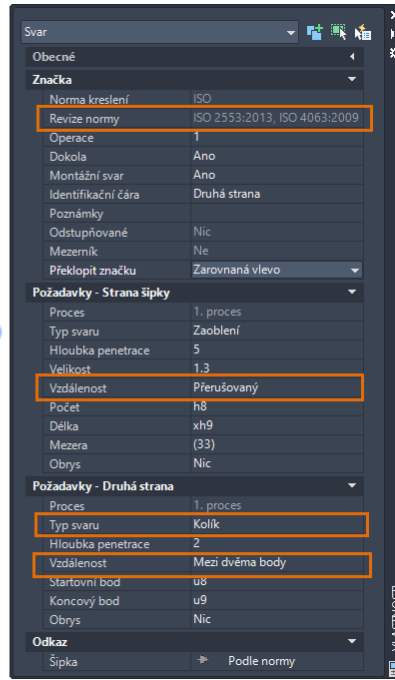 Svar
Obecné
Značka
Norma kreslení ISO
Revize normy ISO 2553:2013, ISO 4063:2009
Operace 1
Dokola Ano
Montážní svar Ano
Identifikační čára Druhá strana
Poznámky
Odstupňované Nic
Mezerník Ne
Překlopit značku Zarovnaná vlevo
Požadavky - Strana šipky
Proces 1. proces
Typ svaru Zaoblení
Hloubka penetrace 5
Velikost 1.3
Vzdálenost Přerušovaný
Počet h8
Délka xh9
Mezera (33)
Obrys Nic
Požadavky - Druhá strana
Proces 1. proces
Typ svaru Kolík
Hloubka penetrace 2
Vzdálenost Mezi dvěma body
Startovní bod u8
Koncový bod u9
Obrys Nic
Odkaz
Šipka Podle normy